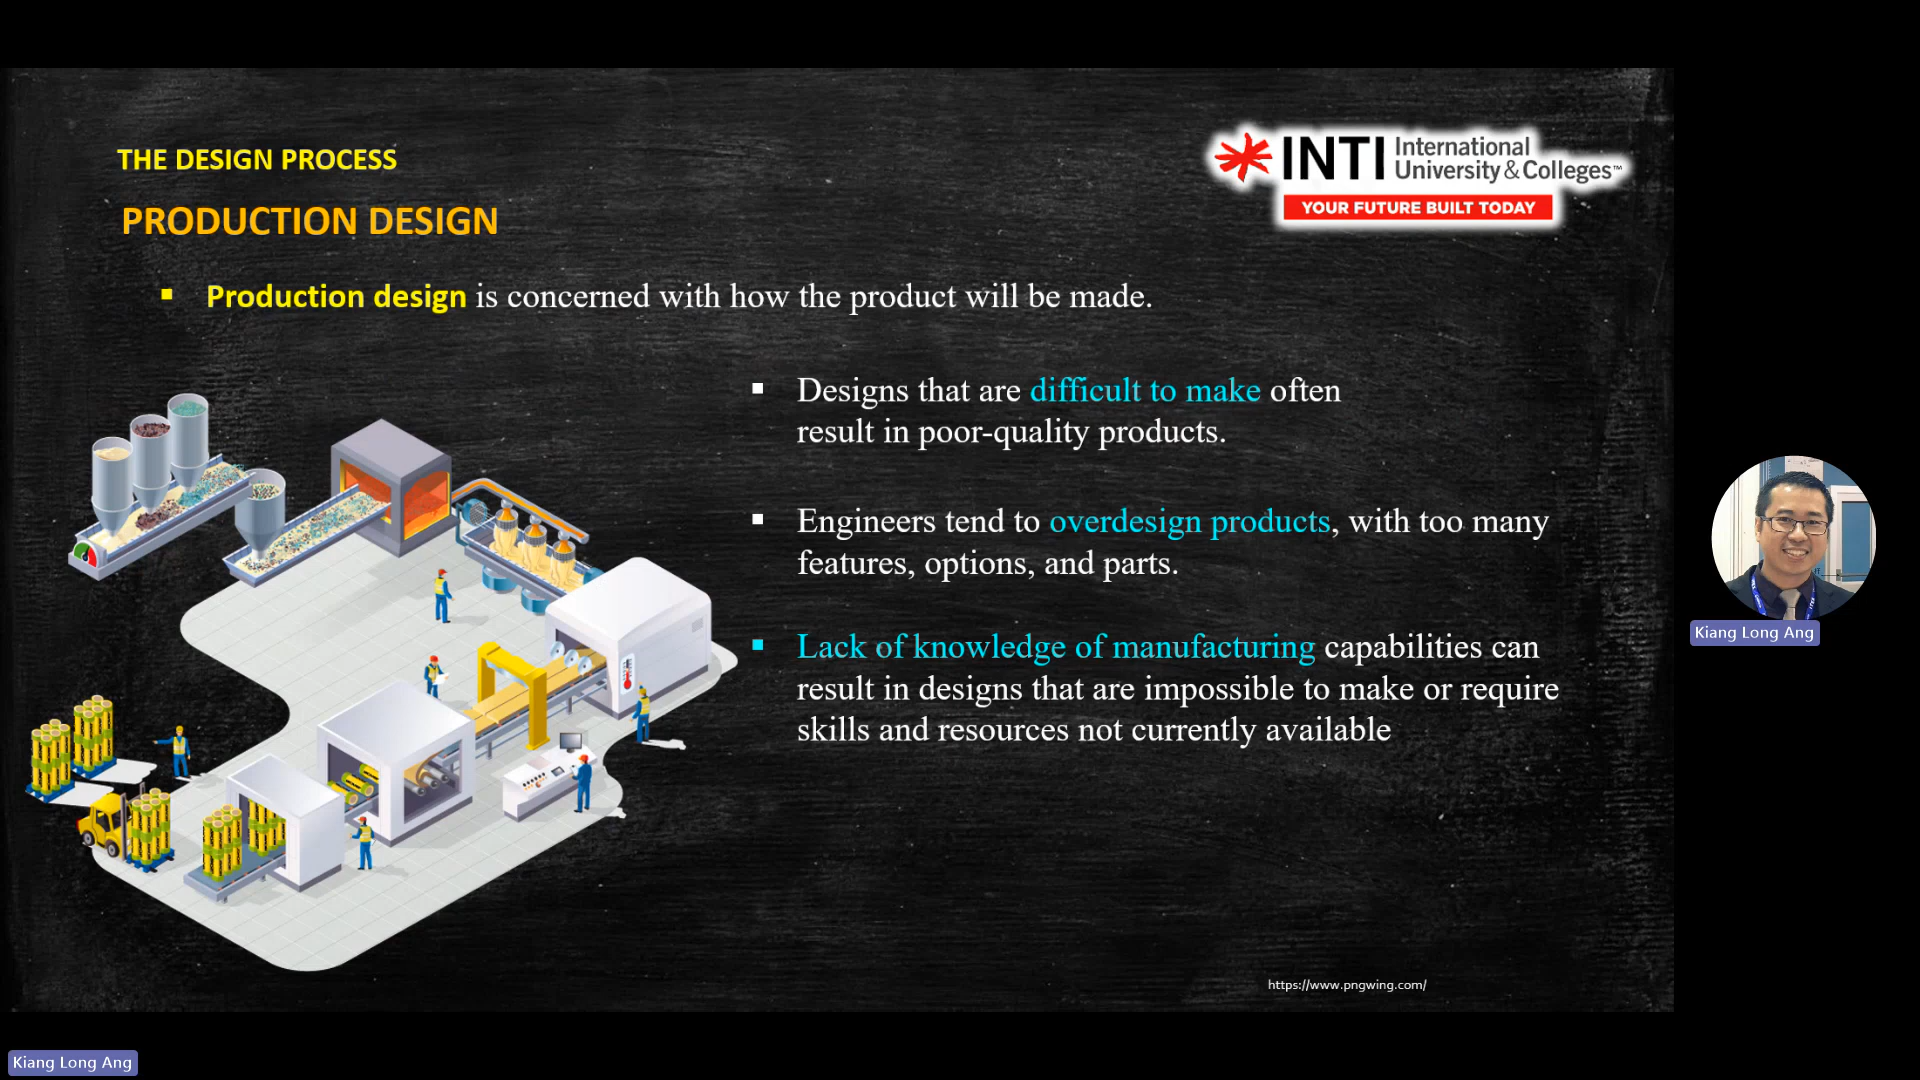 THE DESIGN PROCESS
PRODUCTION DESIGN
INTI International
University & Colleges™
YOUR FUTURE BUILT TODAY
▪ Production design is concerned with how the product will be made.
▪ Designs that are difficult to make often
result in poor-quality products.
▪ Engineers tend to overdesign products, with too many
features, options, and parts.
▪ Lack of knowledge of manufacturing capabilities can
result in designs that are impossible to make or require
skills and resources not currently available
https://www.pngwing.com/
Kiang Long Ang
Kiang Long Ang